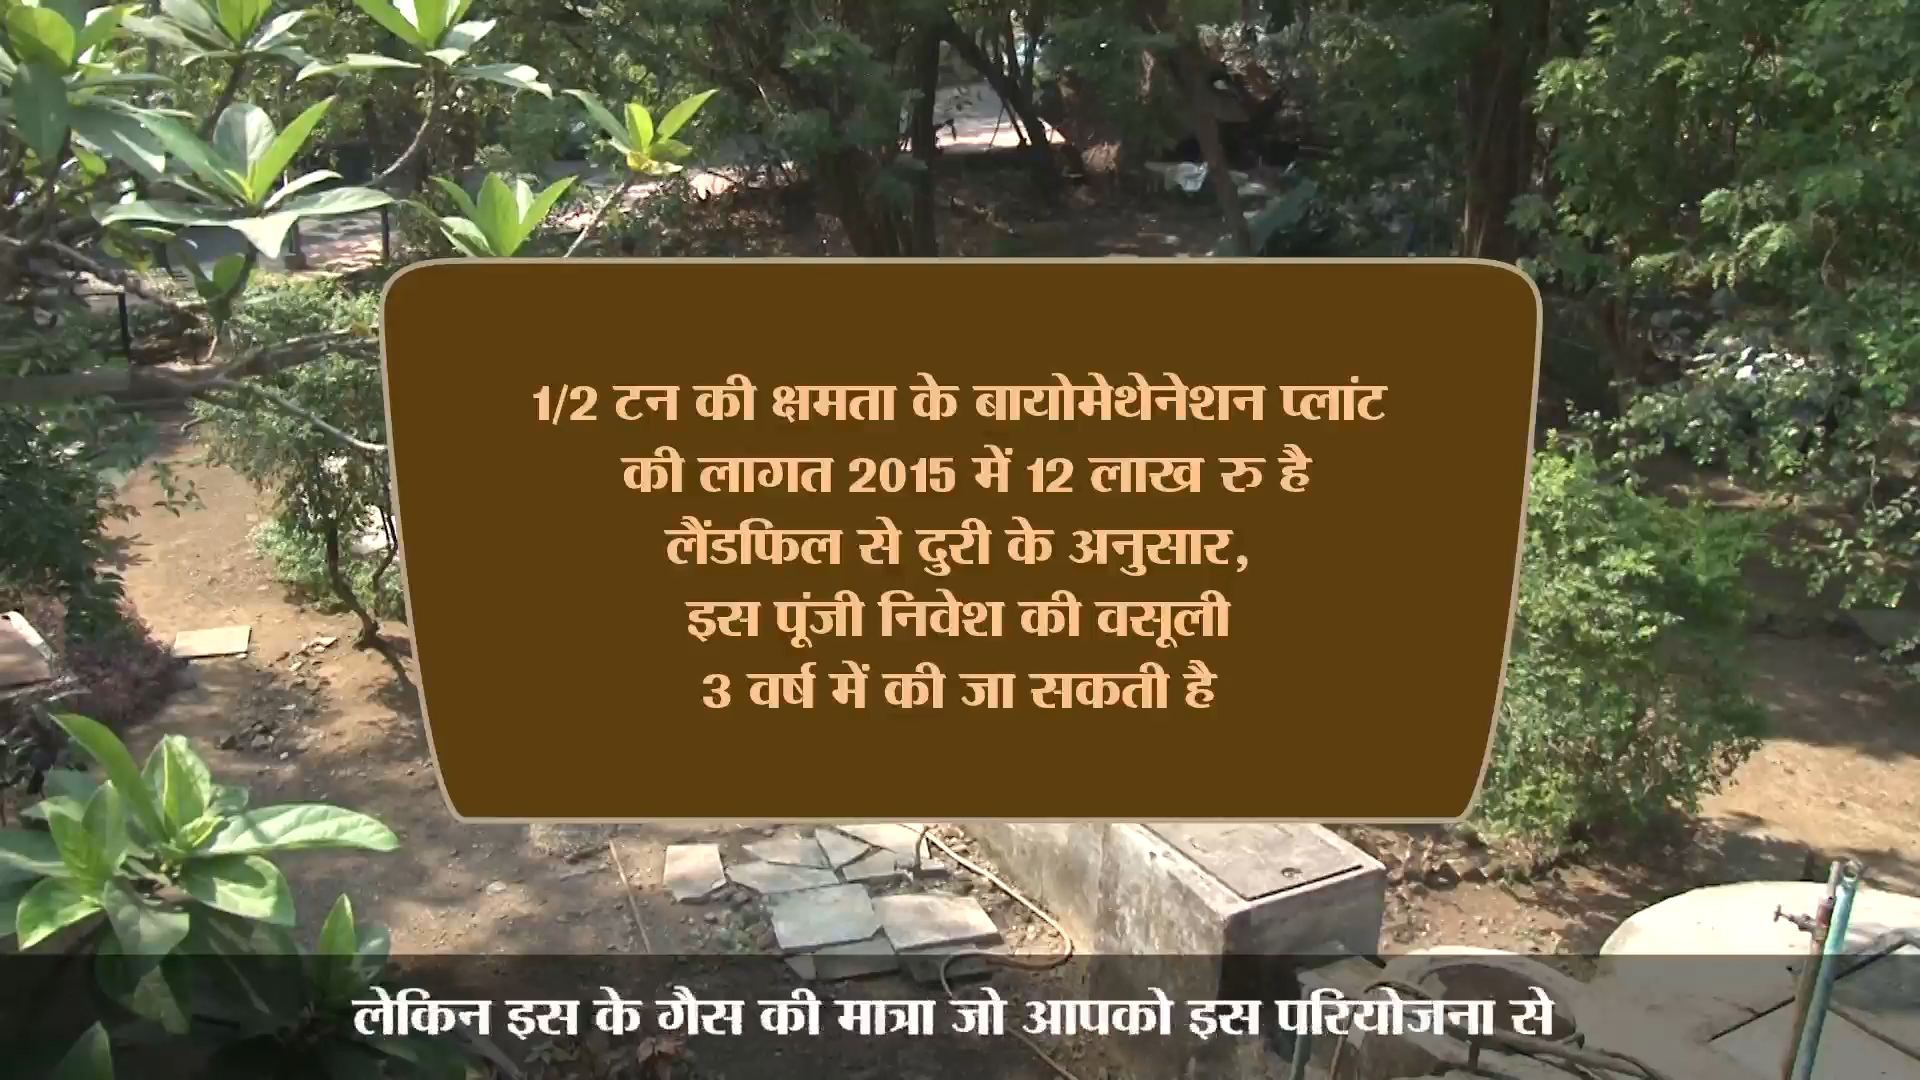 1/2 टन की क्षमता के बायोमेथेनेशन प्लांट
की लागत 2015 में 12 लाख रु है
लैंडफिल से दुरी के अनुसार,
इस पूंजी निवेश की वसूली
3 वर्ष में की जा सकती है
लेकिन इस के गैस की मात्रा जो आपको इस परियोजना से